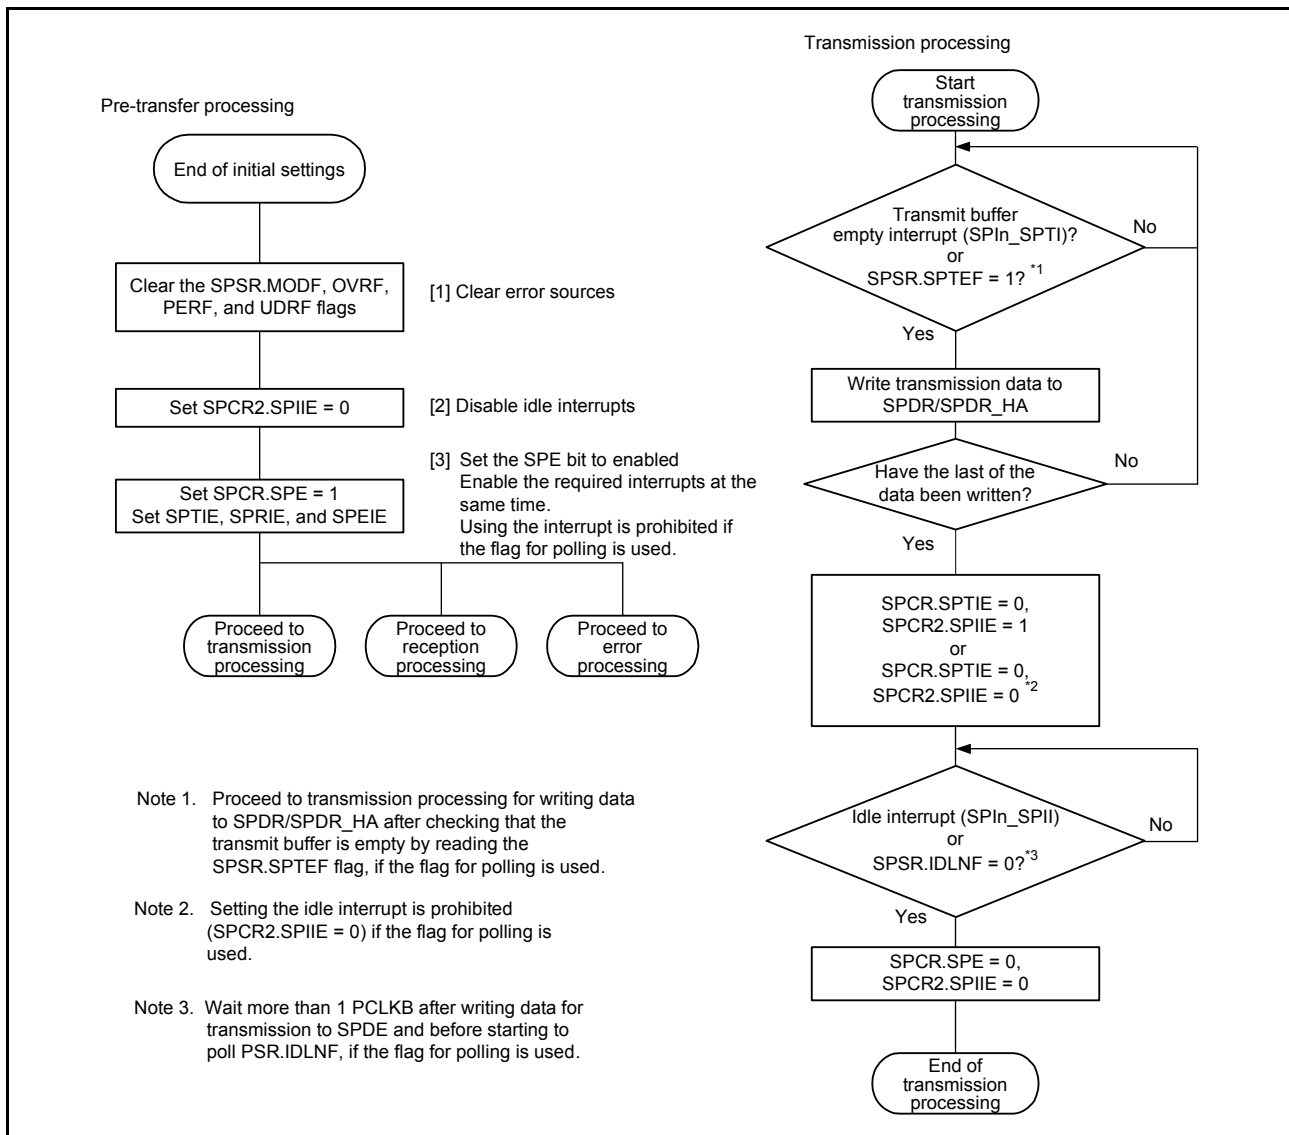 Pre-transfer processing
End of initial settings
Clear the SPSR.MODF, OVRF,
PERF, and UDRF flags
[1] Clear error sources
Set SPCR2.SPIIE = 0
[2] Disable idle interrupts
Set SPCR.SPE = 1
Set SPTIE, SPRIE, and SPEIE
[3] Set the SPE bit to enabled
Enable the required interrupts at the
same time.
Using the interrupt is prohibited if
the flag for polling is used.
Proceed to
transmission
processing
Proceed to
reception
processing
Proceed to
error
processing
Note 1. Proceed to transmission processing for writing data
to SPDR/SPDR_HA after checking that the
transmit buffer is empty by reading the
SPSR.SPTEF flag, if the flag for polling is used.
Note 2. Setting the idle interrupt is prohibited
(SPCR2.SPIIE = 0) if the flag for polling is
used.
Note 3. Wait more than 1 PCLKB after writing data for
transmission to SPDE and before starting to
poll PSR.IDLNF, if the flag for polling is used.
Transmission processing
Start
transmission
processing
Transmit buffer
empty interrupt (SPIn_SPTI)?
or
SPSR.SPTEF = 1? *1
No
Yes
Write transmission data to
SPDR/SPDR_HA
Have the last of the
data been written?
No
Yes
SPCR.SPTIE = 0,
SPCR2.SPIIE = 1
or
SPCR.SPTIE = 0,
SPCR2.SPIIE = 0 *2
Idle interrupt (SPIn_SPII)
or
SPSR.IDLNF = 0?*3
No
Yes
SPCR.SPE = 0,
SPCR2.SPIIE = 0
End of
transmission
processing